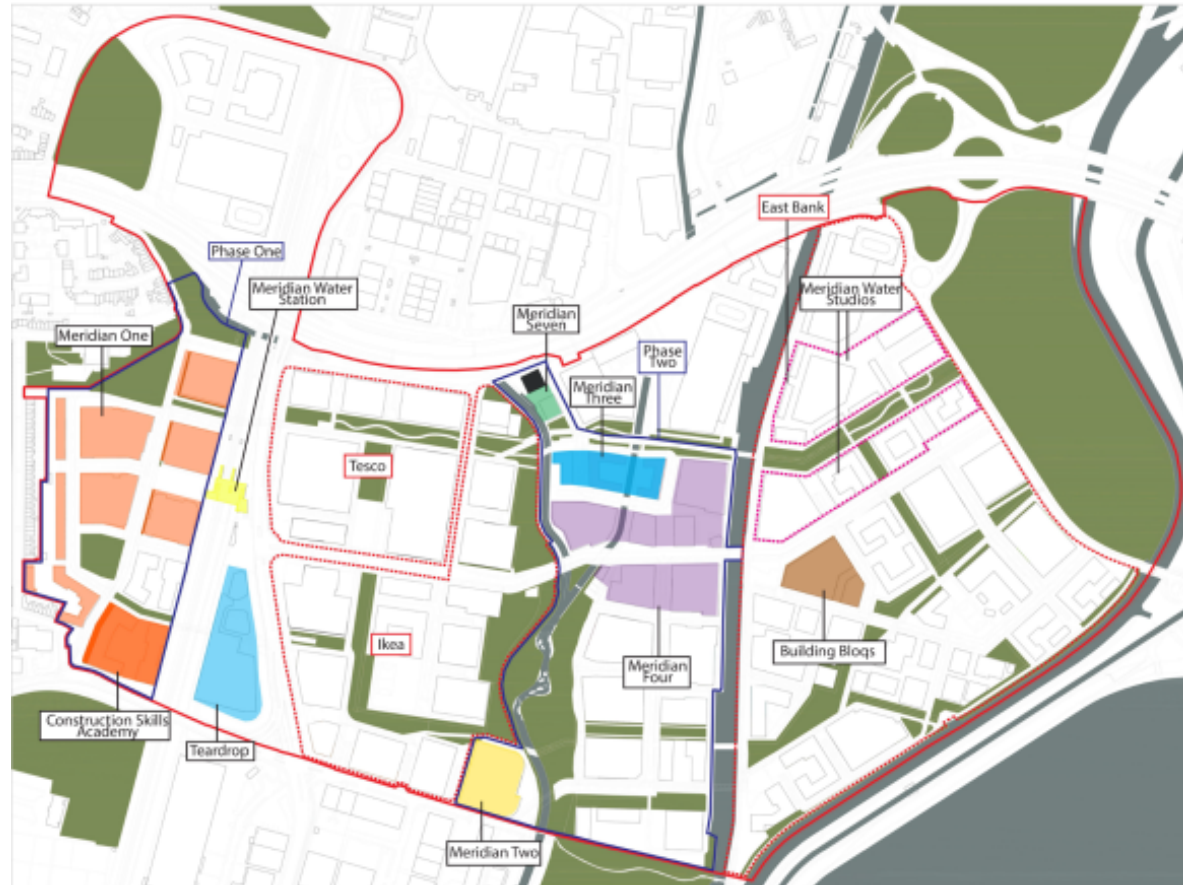 East Bank
Phase One
Meridian Water
Station
Meridian Water
Studios
Meridian
Seven
Meridian One
Phase
Two
Meridian
Three
Tesco
Ikea
Building Bloqs
Meridian
Four
Construction Skills
Academy
Teardrop
Meridian Two